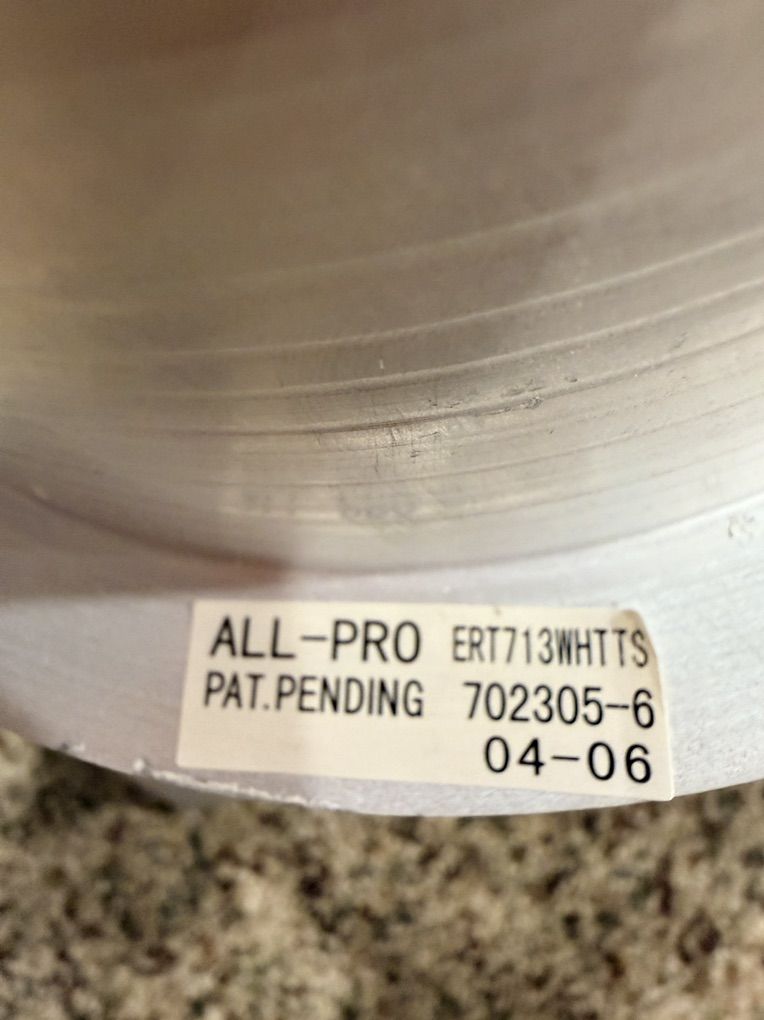 ALL-PRO ERT713WHTTS
PAT.PENDING 702305-6
04-06